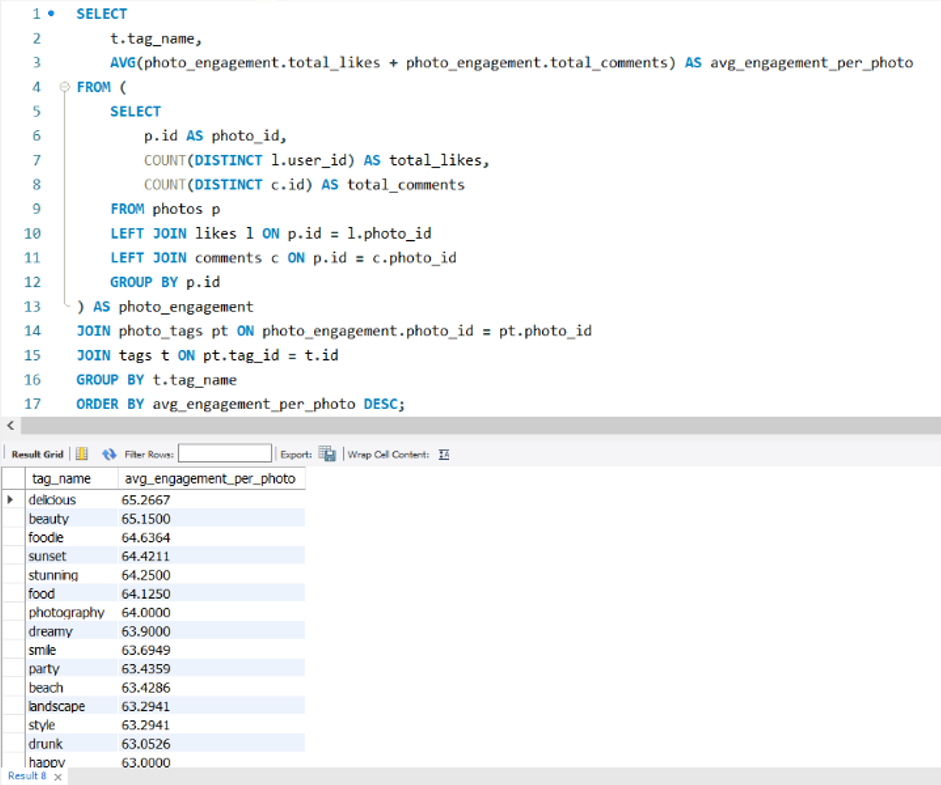 1 SELECT
2 t.tag_name,
3 AVG(photo_engagement.total_likes + photo_engagement.total_comments) AS avg_engagement_per_photo
4 FROM (
5 SELECT
6 p.id AS photo_id,
7 COUNT(DISTINCT l.user_id) AS total_likes,
8 COUNT(DISTINCT c.id) AS total_comments
9 FROM photos p
10 LEFT JOIN likes l ON p.id = l.photo_id
11 LEFT JOIN comments c ON p.id = c.photo_id
12 GROUP BY p.id
13 ) AS photo_engagement
14 JOIN photo_tags pt ON photo_engagement.photo_id = pt.photo_id
15 JOIN tags t ON pt.tag_id = t.id
16 GROUP BY t.tag_name
17 ORDER BY avg_engagement_per_photo DESC;
Result Grid Filter Rows: Export: Wrap Cell Content:
tag_name avg_engagement_per_photo
delicious 65.2667
beauty 65.1500
foodie 64.6364
sunset 64.4211
stunning 64.2500
food 64.1250
photography 64.0000
dreamy 63.9000
smile 63.6949
party 63.4359
beach 63.4286
landscape 63.2941
style 63.2941
drunk 63.0526
happy 63.0000
Result 8